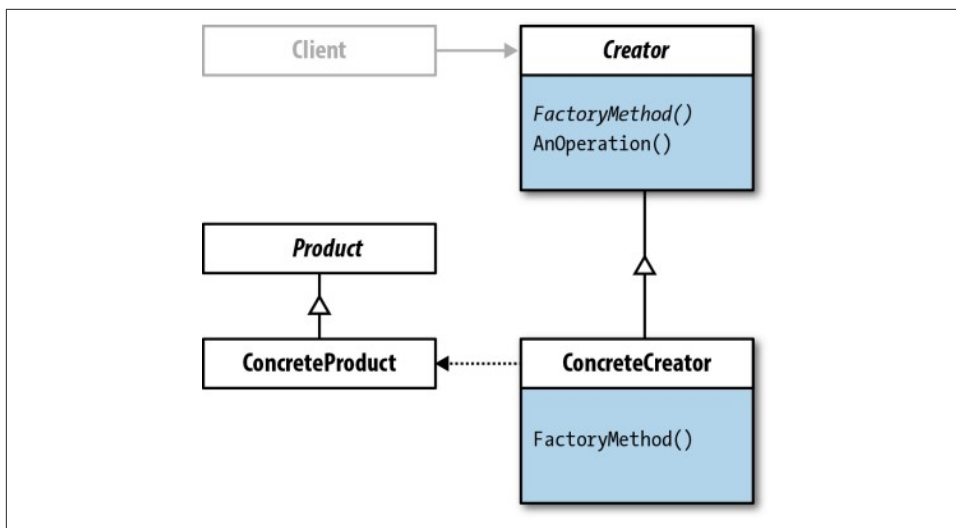 Client
Creator
FactoryMethod()
AnOperation()
Product
ConcreteProduct
ConcreteCreator
FactoryMethod()